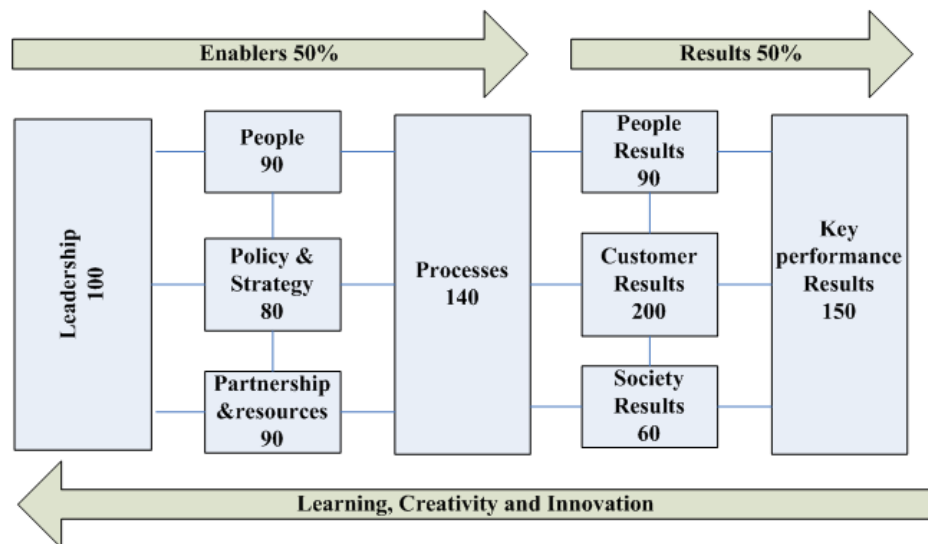 Enablers 50%
Results 50%
Leadership
100
People
90
Policy &
Strategy
80
Partnership
&resources
90
Processes
140
People
Results
90
Customer
Results
200
Society
Results
60
Key
performance
Results
150
Learning, Creativity and Innovation